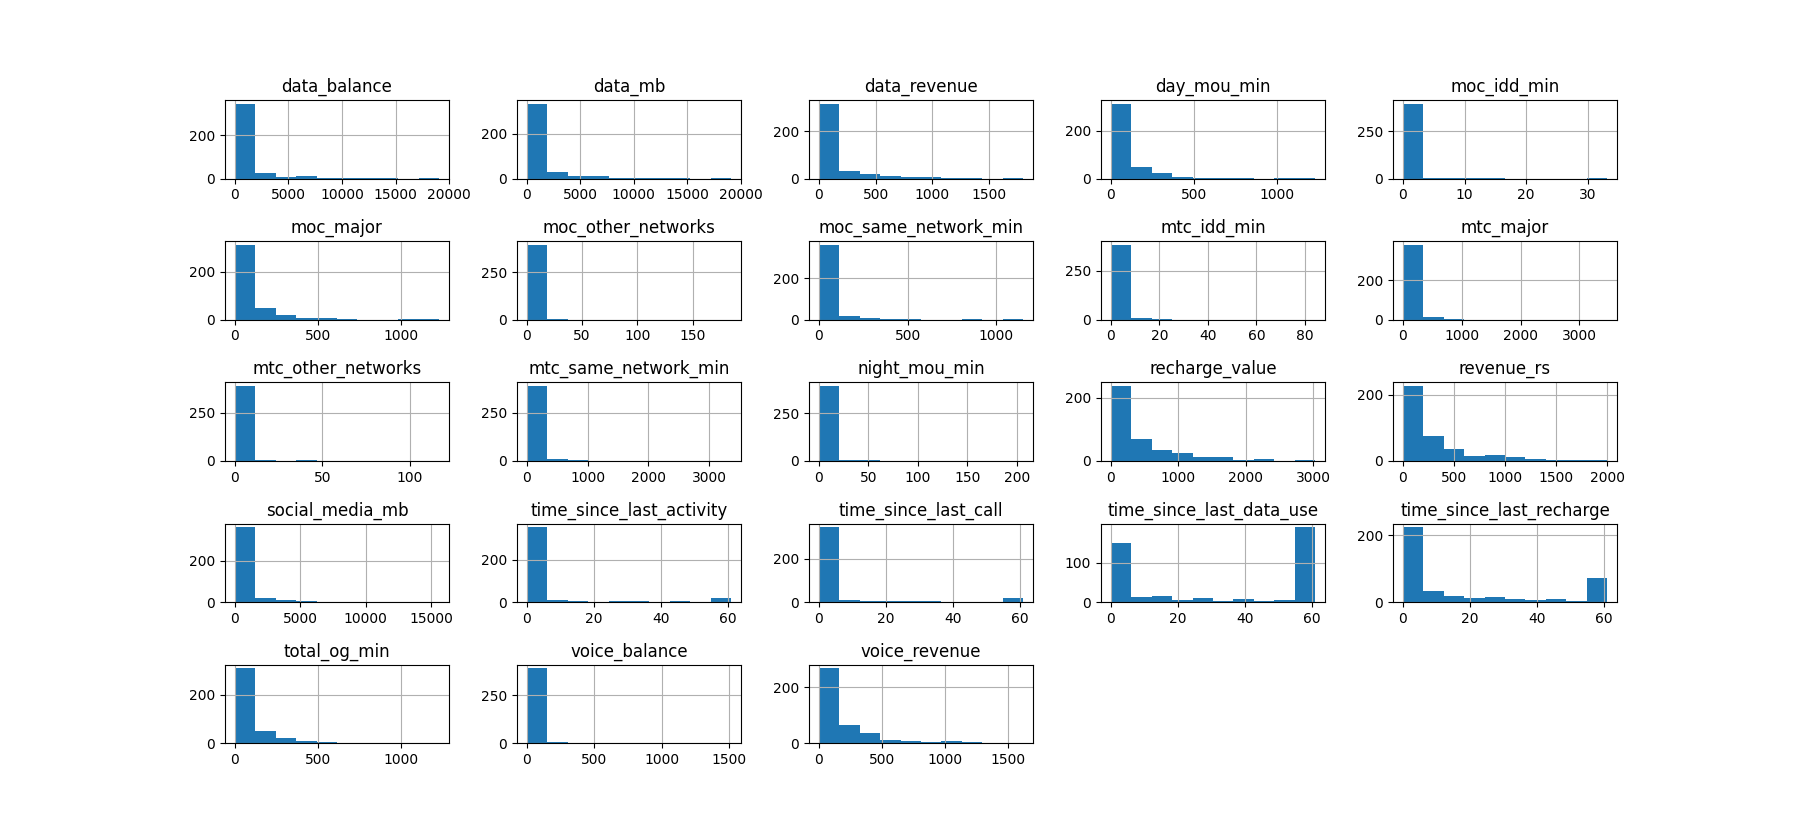 data_balance data_mb data_revenue day_mou_min moc_idd_min
200 200 200 200 250
0 0 0 0 0
0 5000 10000 15000 20000 0 5000 10000 15000 20000 0 500 1000 1500 0 500 1000 0 10 20 30
moc_major moc_other_networks moc_same_network_min mtc_idd_min mtc_major
200 250 200 250 200
0 0 0 0 0
0 500 1000 0 50 100 150 0 500 1000 0 20 40 60 80 0 1000 2000 3000
mtc_other_networks mtc_same_network_min night_mou_min recharge_value revenue_rs
250 250 250 200 200
0 0 0 0 0
0 50 100 0 1000 2000 3000 0 50 100 150 200 0 1000 2000 3000 0 500 1000 1500 2000
social_media_mb time_since_last_activity time_since_last_call time_since_last_data_use time_since_last_recharge
200 200 200 100 200
0 0 0 0 0
0 5000 10000 15000 0 20 40 60 0 20 40 60 0 20 40 60 0 20 40 60
total_og_min voice_balance voice_revenue
200 250 200
0 0 0
0 500 1000 0 500 1000 1500 0 500 1000 1500